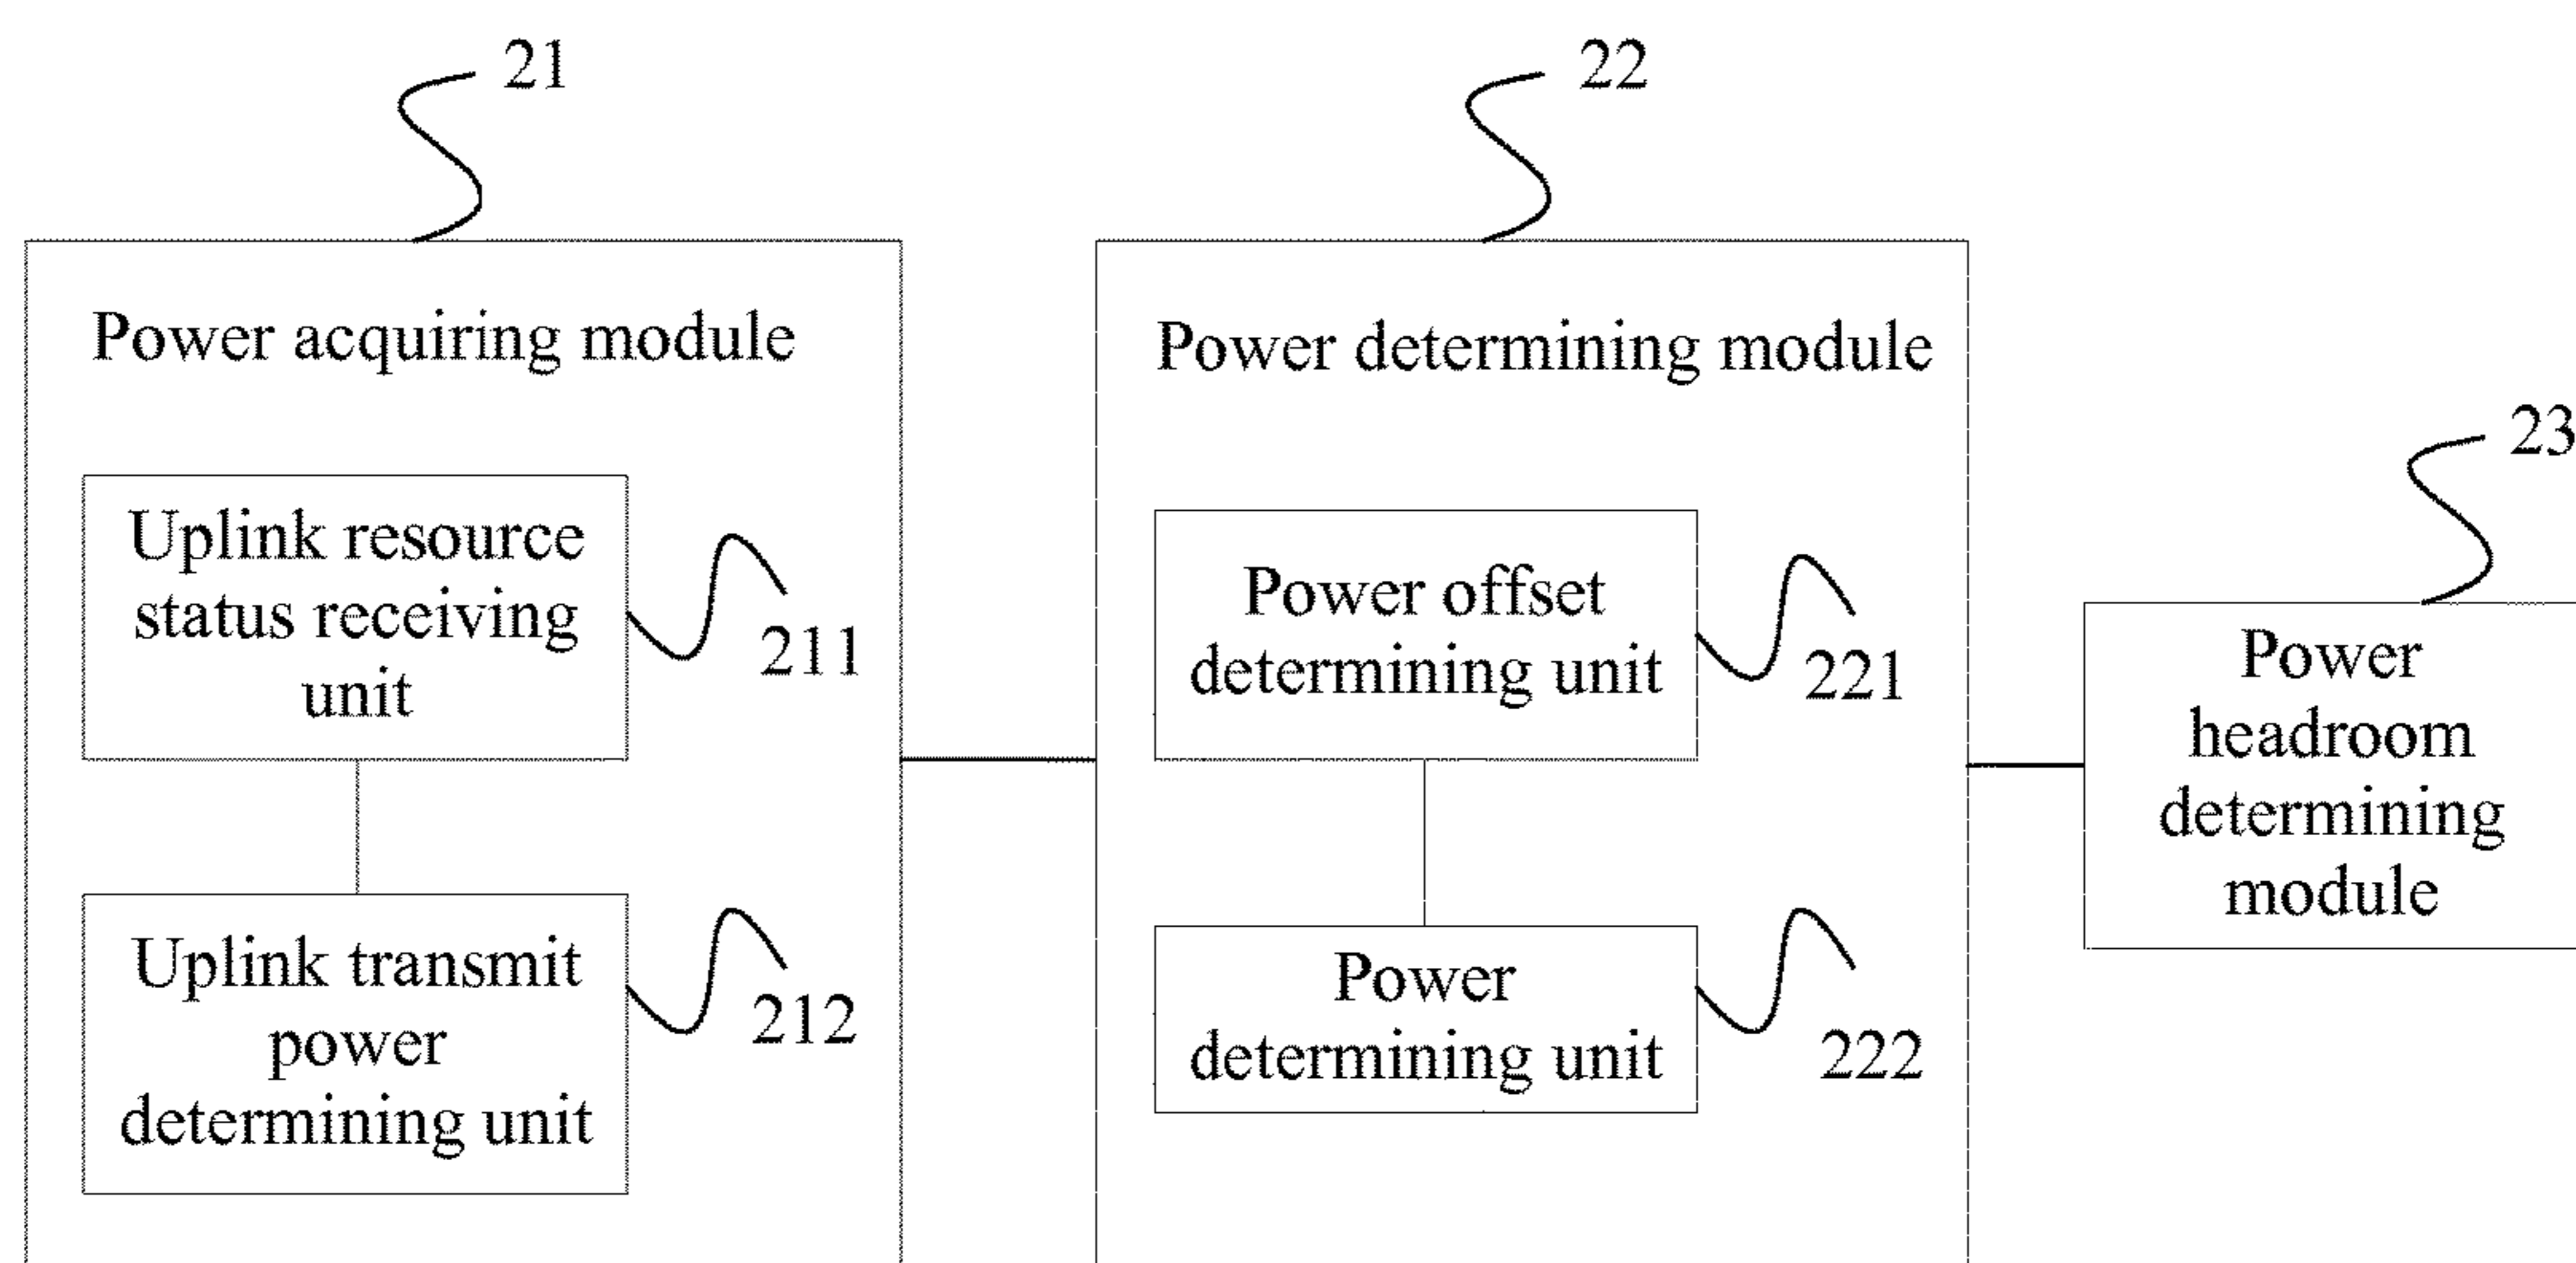 21
22
Power acquiring module
Power determining module
23
Uplink resource
status receiving
unit
211
Power offset
determining unit
221
Power
headroom
determining
module
Uplink transmit
power
determining unit
212
Power
determining unit
222